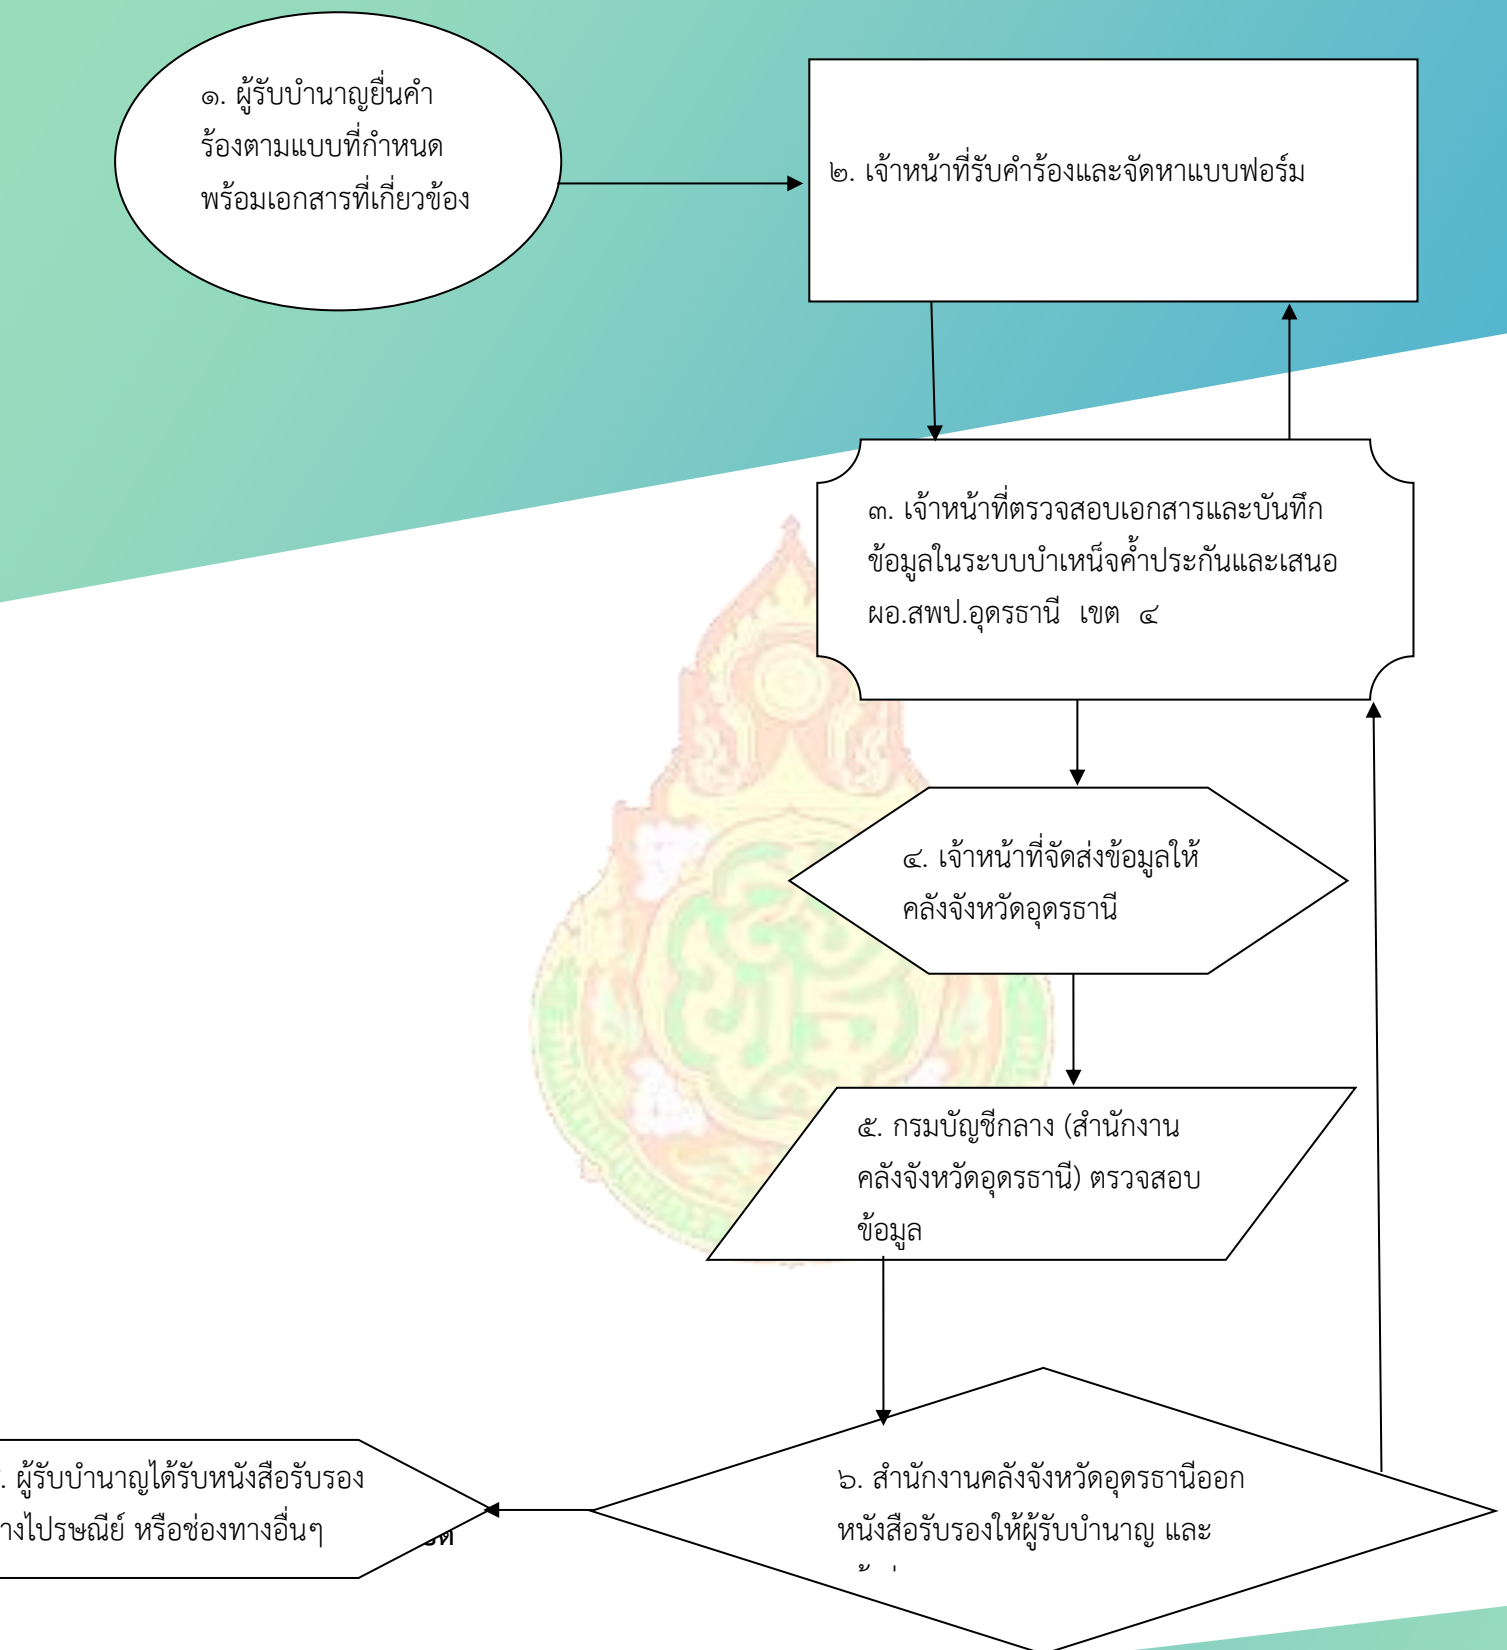 ๑. ผู้รับบำนาญยื่นคำ
ร้องตามแบบที่กำหนด
พร้อมเอกสารที่เกี่ยวข้อง
๒. เจ้าหน้าที่รับคำร้องและจัดหาแบบฟอร์ม
๓. เจ้าหน้าที่ตรวจสอบเอกสารและบันทึก
ข้อมูลในระบบบำเหน็จค้ำประกันและเสนอ
ผอ.สพป.อุดรธานี เขต ๔
๔. เจ้าหน้าที่จัดส่งข้อมูลให้
คลังจังหวัดอุดรธานี
๕. กรมบัญชีกลาง (สำนักงาน
คลังจังหวัดอุดรธานี) ตรวจสอบ
ข้อมูล
๖. สำนักงานคลังจังหวัดอุดรธานีออก
หนังสือรับรองให้ผู้รับบำนาญ และ
. ผู้รับบำนาญได้รับหนังสือรับรอง
างไปรษณีย์ หรือช่องทางอื่นๆ